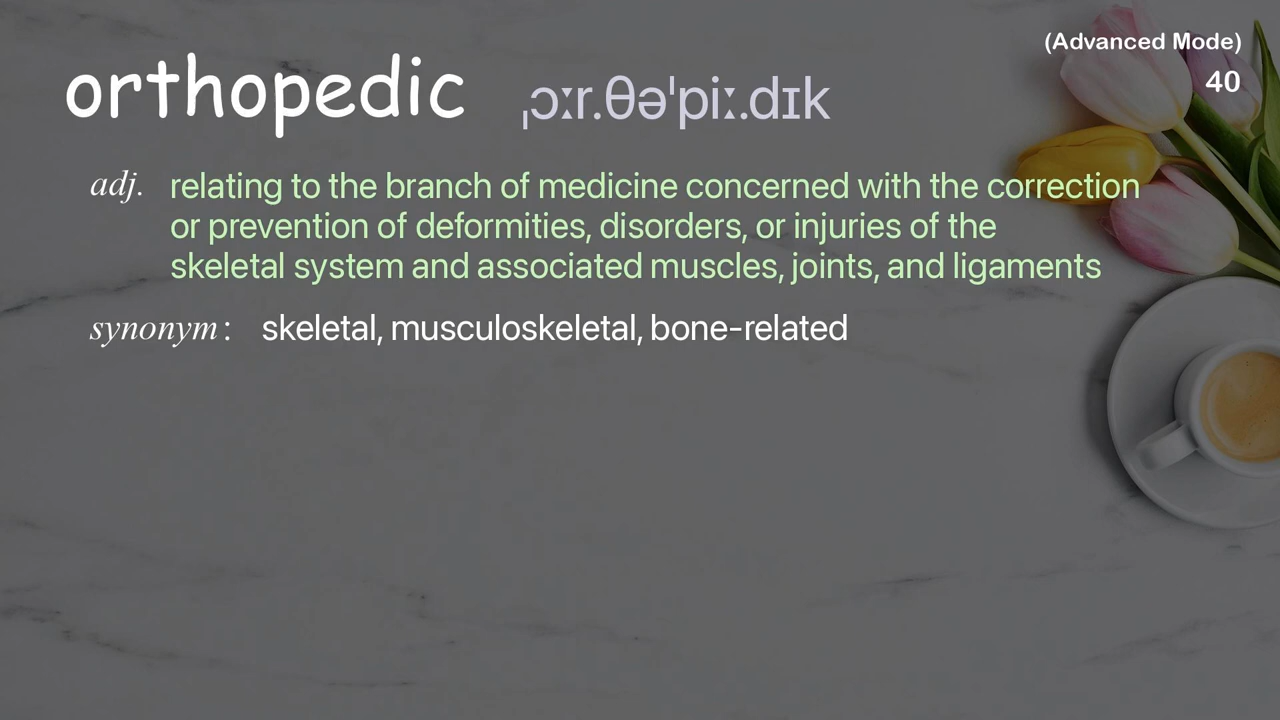 (Advanced Mode)
orthopedic ˌɔːr.θəˈpiː.dɪk
40
adj. relating to the branch of medicine concerned with the correction
or prevention of deformities, disorders, or injuries of the
skeletal system and associated muscles, joints, and ligaments
synonym: skeletal, musculoskeletal, bone-related